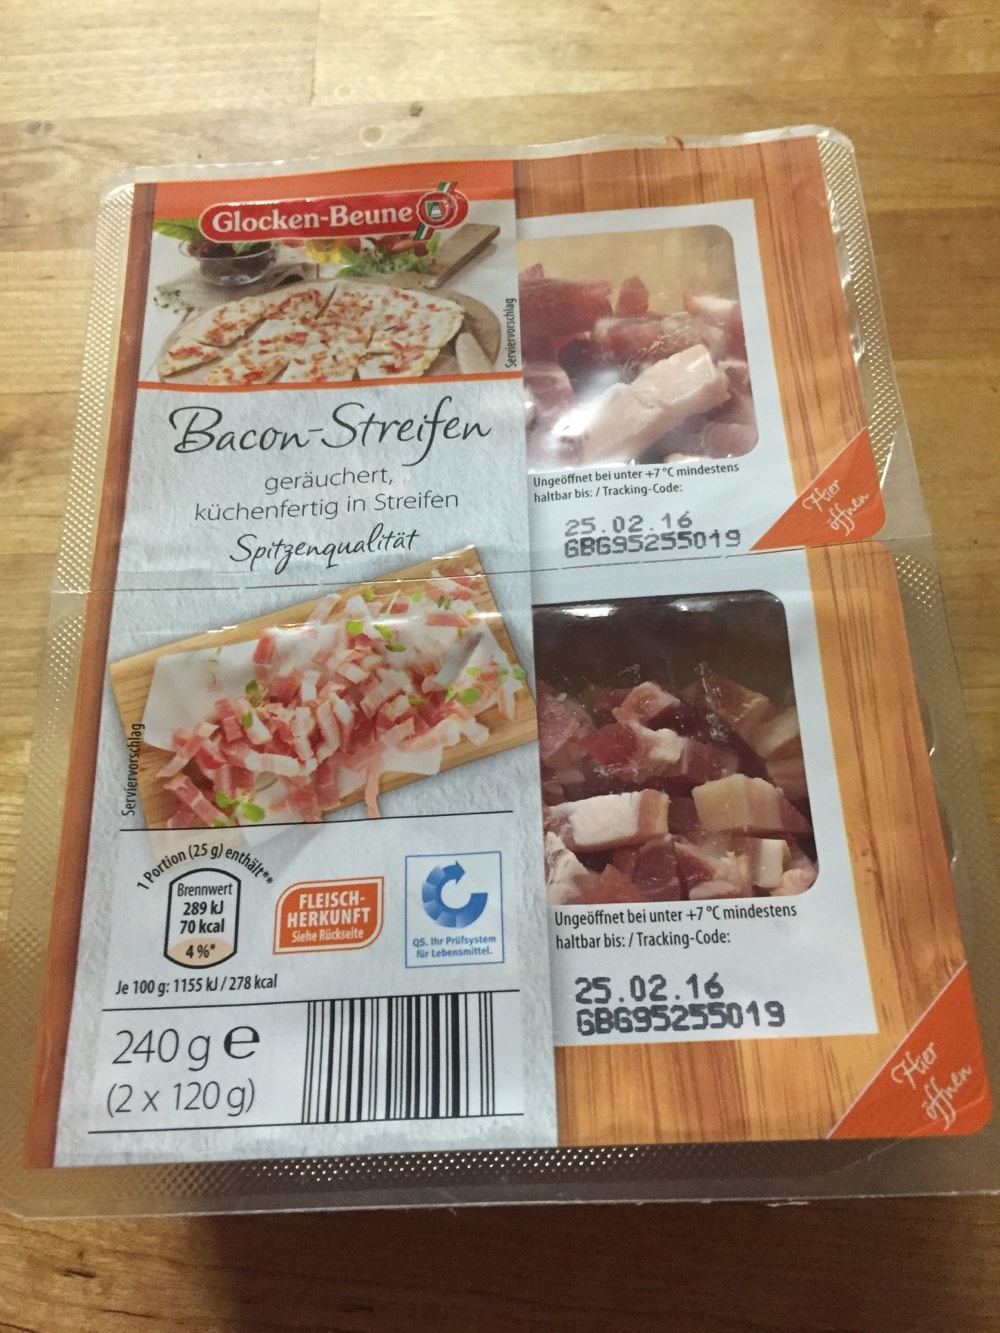 Glocken-Beune
Serviervorschlag
Bacon-Streifen
geräuchert,
küchenfertig in Streifen
Spitzenqualität
Serviervorschlag
1 Portion (25 g) enthält**
Brennwert
289 kJ
70 kcal
4 %*
Je 100 g: 1155 kJ / 278 kcal
FLEISCH-
HERKUNFT
Siehe Rückseite
QS. Ihr Prüfsystem
für Lebensmittel.
240 g e
(2 x 120 g)
Ungeöffnet bei unter +7 °C mindestens
haltbar bis: / Tracking-Code:
25.02.16
GBG95255019
Hier
öffnen
Ungeöffnet bei unter +7 °C mindestens
haltbar bis: / Tracking-Code:
25.02.16
GBG95255019
Hier
öffnen